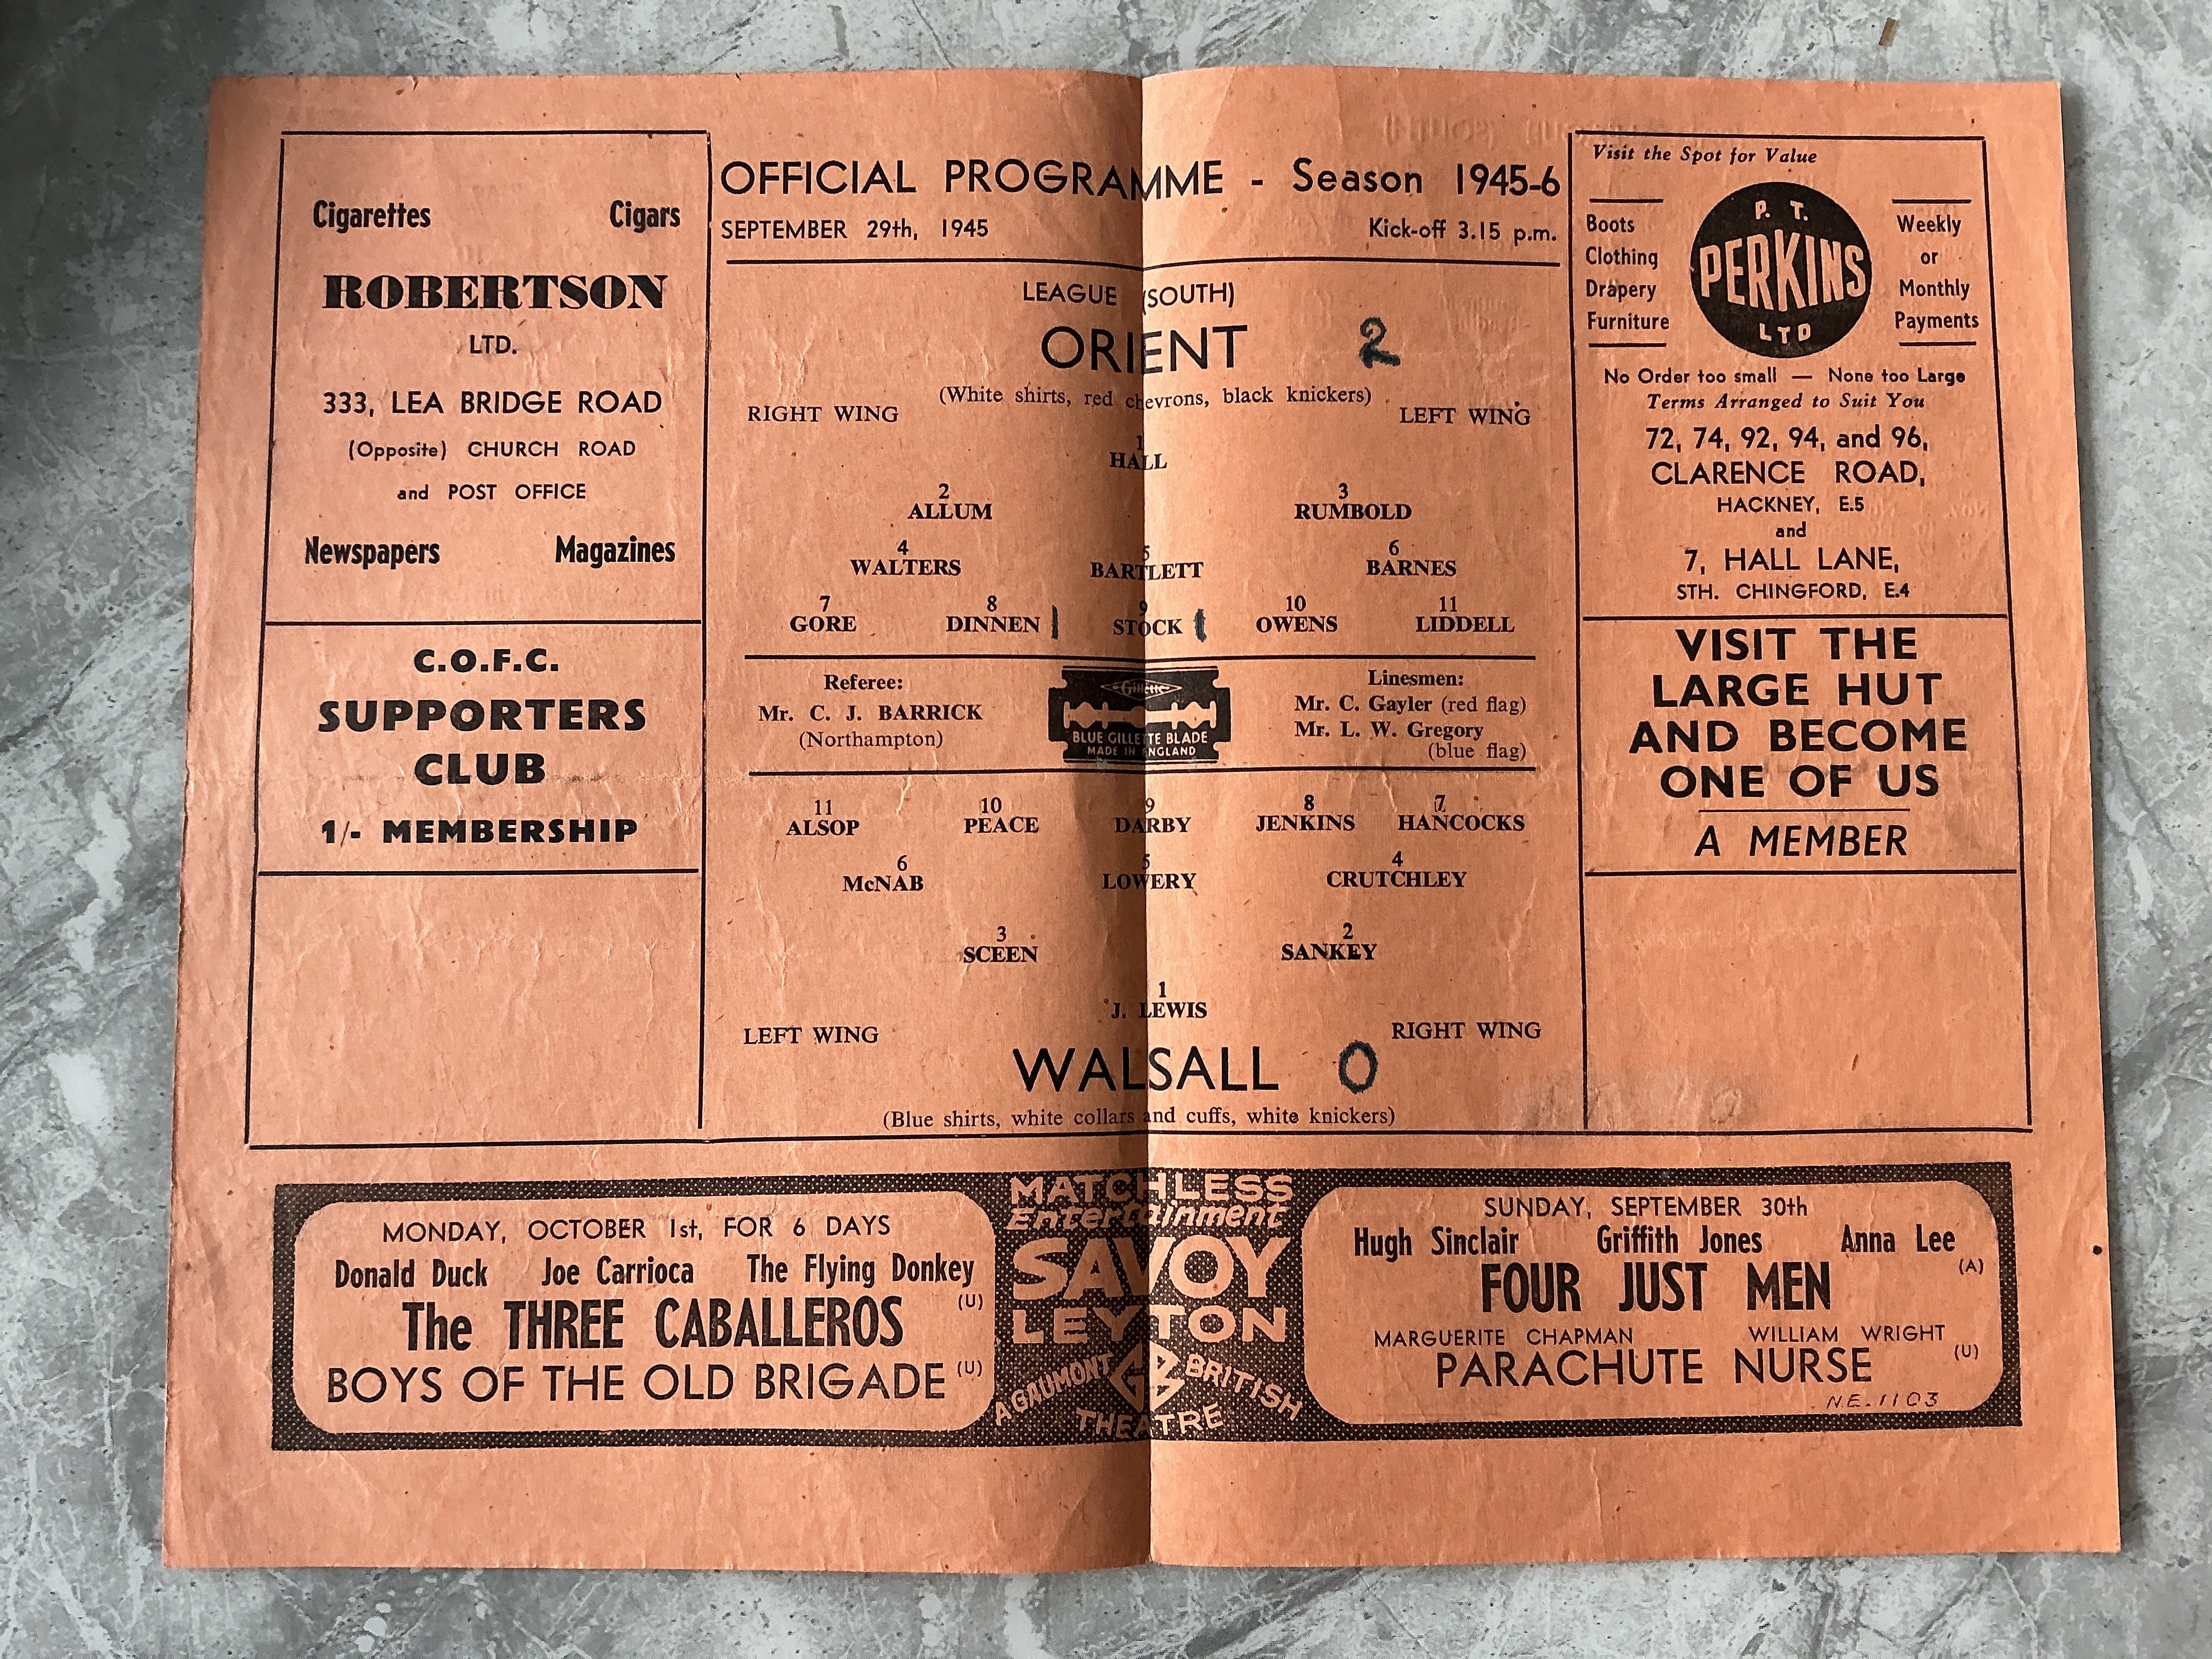 Cigarettes Cigars
ROBERTSON
LTD.
333, LEA BRIDGE ROAD
(Opposite) CHURCH ROAD
and POST OFFICE
Newspapers Magazines
C.O.F.C.
SUPPORTERS
CLUB
1/- MEMBERSHIP
OFFICIAL PROGRAMME - Season 1945-6
SEPTEMBER 29th, 1945 Kick-off 3.15 p.m.
LEAGUE (SOUTH)
ORIENT 2
(White shirts, red chevrons, black knickers)
RIGHT WING LEFT WING
1
HALL
2 3
ALLUM RUMBOLD
4 5 6
WALTERS BARTLETT BARNES
7 8 9 10 11
GORE DINNEN | STOCK | OWENS LIDDELL
Referee:
Mr. C. J. BARRICK
(Northampton)
Gillette
BLUE GILLETTE BLADE
MADE IN ENGLAND
Linesmen:
Mr. C. Gayler (red flag)
Mr. L. W. Gregory
(blue flag)
11 10 9 8 7
ALSOP PEACE DARBY JENKINS HANCOCKS
6 5 4
McNAB LOWERY CRUTCHLEY
3 2
SCEEN SANKEY
1
J. LEWIS
LEFT WING RIGHT WING
WALSALL 0
(Blue shirts, white collars and cuffs, white knickers)
Visit the Spot for Value
Boots
Clothing
Drapery
Furniture
P. T.
PERKINS
LTD
Weekly
or
Monthly
Payments
No Order too small — None too Large
Terms Arranged to Suit You
72, 74, 92, 94, and 96,
CLARENCE ROAD,
HACKNEY, E.5
and
7, HALL LANE,
STH. CHINGFORD, E.4
VISIT THE
LARGE HUT
AND BECOME
ONE OF US
A MEMBER
MONDAY, OCTOBER 1st, FOR 6 DAYS
Donald Duck Joe Carrioca The Flying Donkey
The THREE CABALLEROS (U)
BOYS OF THE OLD BRIGADE (U)
MATCHLESS
Entertainment
SAVOY
LEYTON
A GAUMONT GB BRITISH
THEATRE
SUNDAY, SEPTEMBER 30th
Hugh Sinclair Griffith Jones Anna Lee
FOUR JUST MEN (A)
MARGUERITE CHAPMAN WILLIAM WRIGHT
PARACHUTE NURSE (U)
N.E. 1103